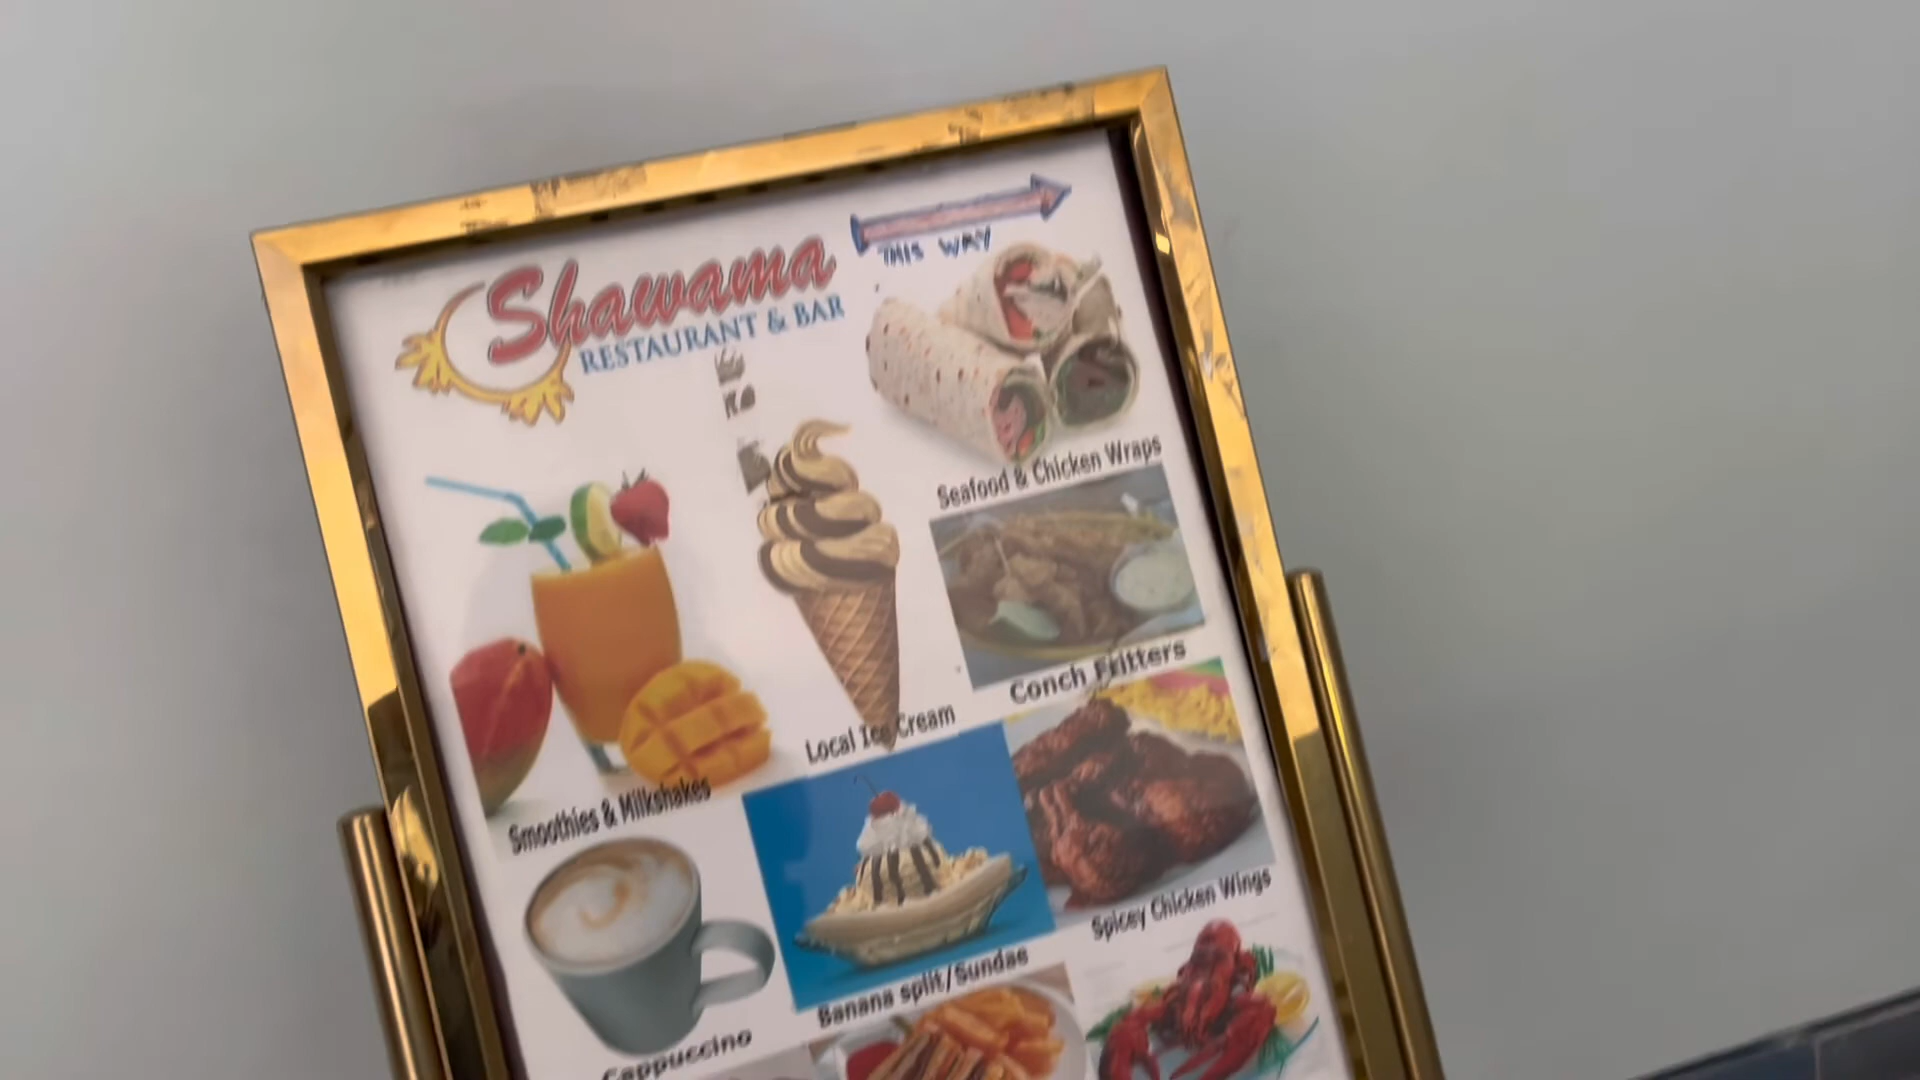 THIS WAY
Shawama
RESTAURANT & BAR
Seafood & Chicken Wraps
Conch Fritters
Local Ice Cream
Smoothies & Milkshakes
Spicey Chicken Wings
Banana split/Sundae
Cappuccino